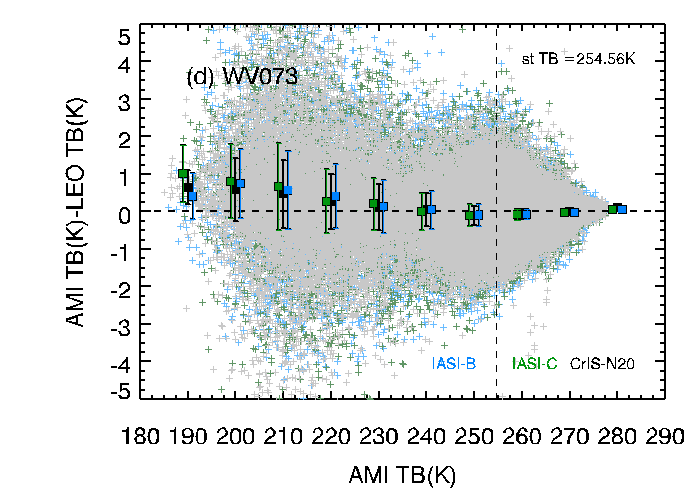 5
4
3
2
1
0
-1
-2
-3
-4
-5
AMI TB(K)-LEO TB(K)
st TB =254.56K
(d) WV073
IASI-B IASI-C CrIS-N20
180 190 200 210 220 230 240 250 260 270 280 290
AMI TB(K)